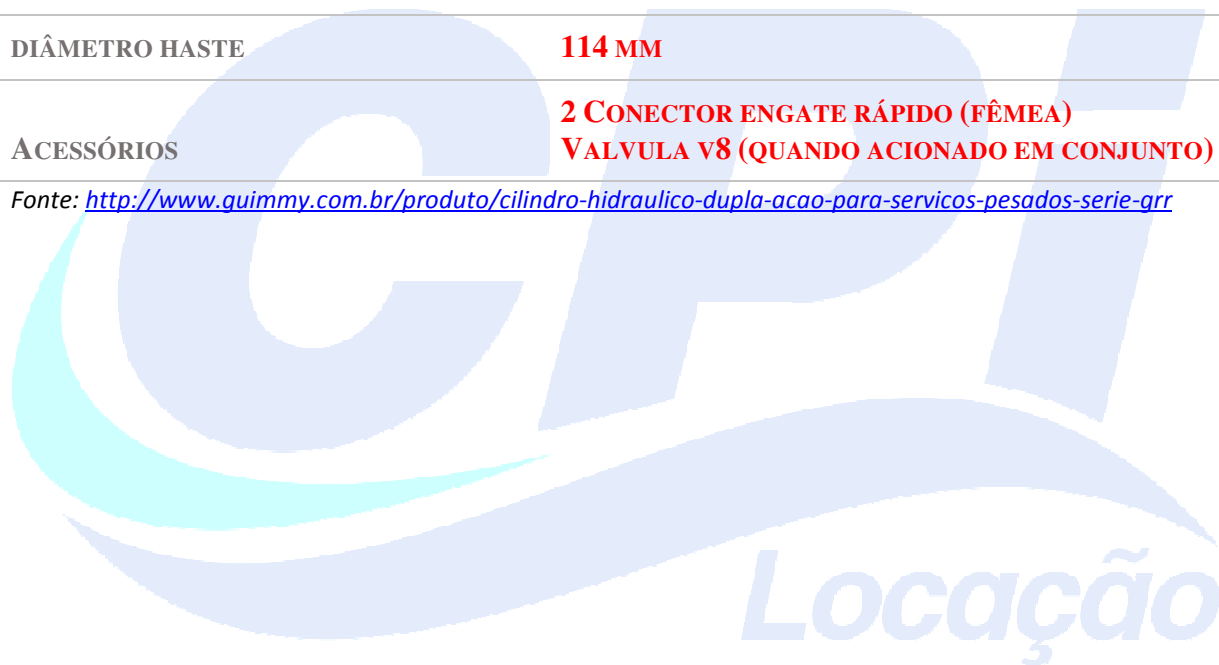 DIÂMETRO HASTE 114 MM
2 CONECTOR ENGATE RÁPIDO (FÊMEA)
ACESSÓRIOS VALVULA V8 (QUANDO ACIONADO EM CONJUNTO)
Fonte: http://www.guimmy.com.br/produto/cilindro-hidraulico-dupla-acao-para-servicos-pesados-serie-grr
CPi
Locação